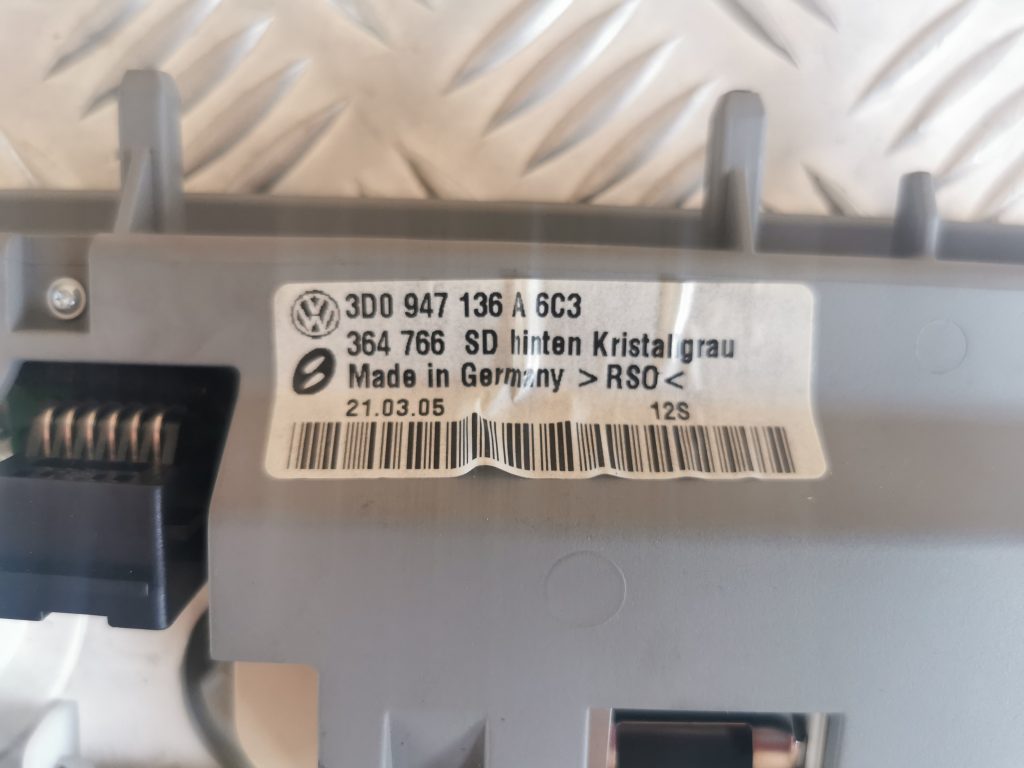 3D0 947 136 A 6C3
364 766 SD hinten Kristallgrau
Made in Germany >RSO<
21.03.05 12S